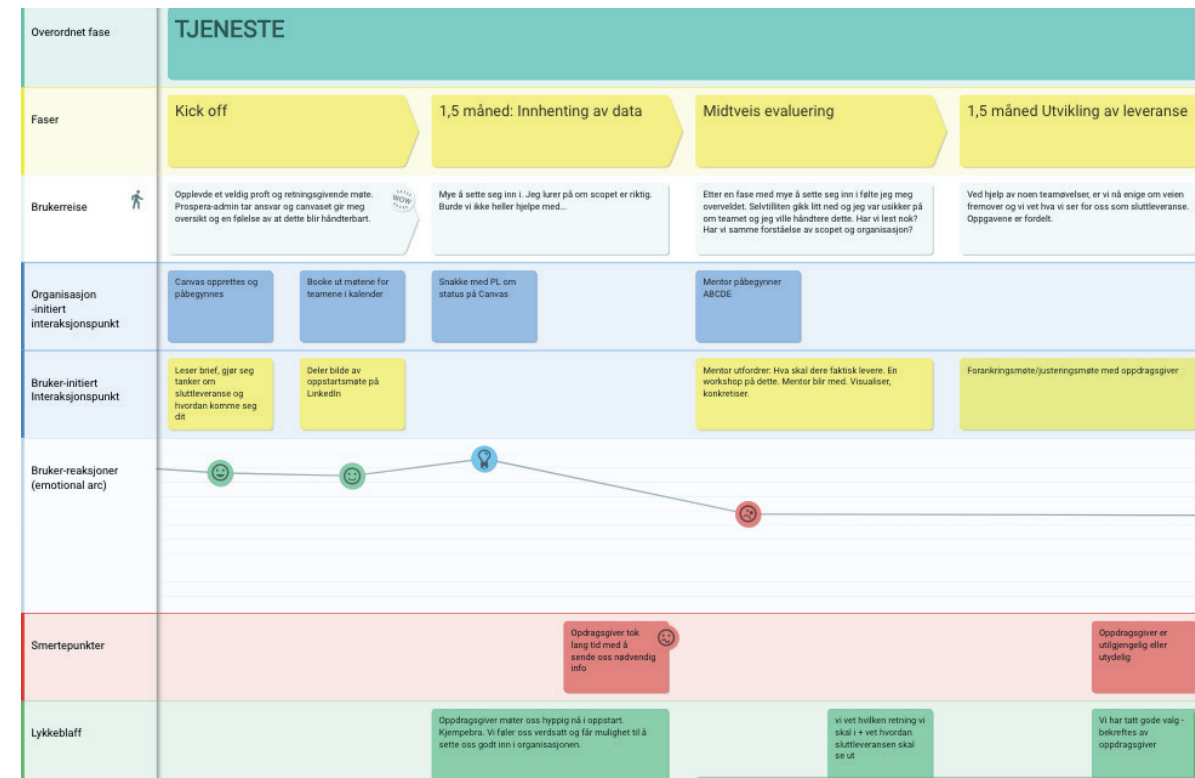 Overordnet fase
TJENESTE
Faser
Kick off
1,5 måned: Innhenting av data
Midtveis evaluering
1,5 måned Utvikling av leveranse
Brukerreise
Opplevde et veldig proft og retningsgivende møte.
Prospera-admin tar ansvar og canvaset gir meg
oversikt og en følelse av at dette blir håndterbart.
WOW
Mye å sette seg inn i. Jeg lurer på om scopet er riktig.
Burde vi ikke heller hjelpe med...
Etter en fase med mye å sette seg inn i følte jeg meg
overveldet. Selvtilliten gikk litt ned og jeg var usikker på
om teamet og jeg ville håndtere dette. Har vi lest nok?
Har vi samme forståelse av scopet og organisasjon?
Ved hjelp av noen teamøvelser, er vi nå enige om veien
fremover og vi vet hva vi ser for oss som sluttleveranse.
Oppgavene er fordelt.
Organisasjon
-initiert
interaksjonspunkt
Canvas opprettes og
påbegynnes
Booke ut møtene for
teamene i kalender
Snakke med PL om
status på Canvas
Mentor påbegynner
ABCDE
Bruker-initiert
Interaksjonspunkt
Leser brief, gjør seg
tanker om
sluttleveranse og
hvordan komme seg
dit
Deler bilde av
oppstartsmøte på
LinkedIn
Mentor utfordrer: Hva skal dere faktisk levere. En
workshop på dette. Mentor blir med. Visualiser,
konkretiser.
Forankringsmøte/justeringsmøte med oppdragsgiver
Bruker-reaksjoner
(emotional arc)
Smertepunkter
Opdragsgiver tok
lang tid med å
sende oss nødvendig
info
Oppdragsgiver er
utilgjengelig eller
utydelig
Lykkeblaff
Oppdragsgiver møter oss hyppig nå i oppstart.
Kjempebra. Vi føler oss verdsatt og får mulighet til å
sette oss godt inn i organisasjonen.
vi vet hvilken retning vi
skal i + vet hvordan
sluttleveransen skal
se ut
Vi har tatt gode valg -
bekreftes av
oppdragsgiver